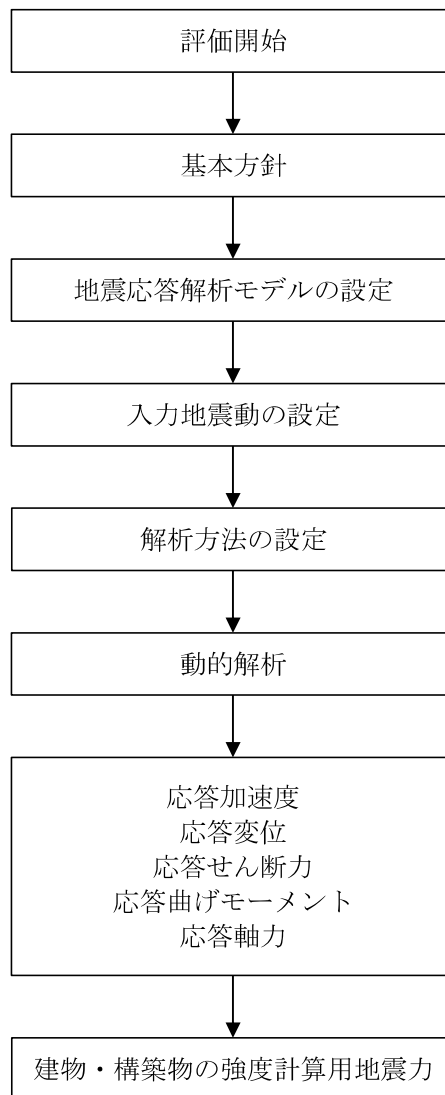 評価開始
基本方針
地震応答解析モデルの設定
入力地震動の設定
解析方法の設定
動的解析
応答加速度
応答変位
応答せん断力
応答曲げモーメント
応答軸力
建物・構築物の強度計算用地震力